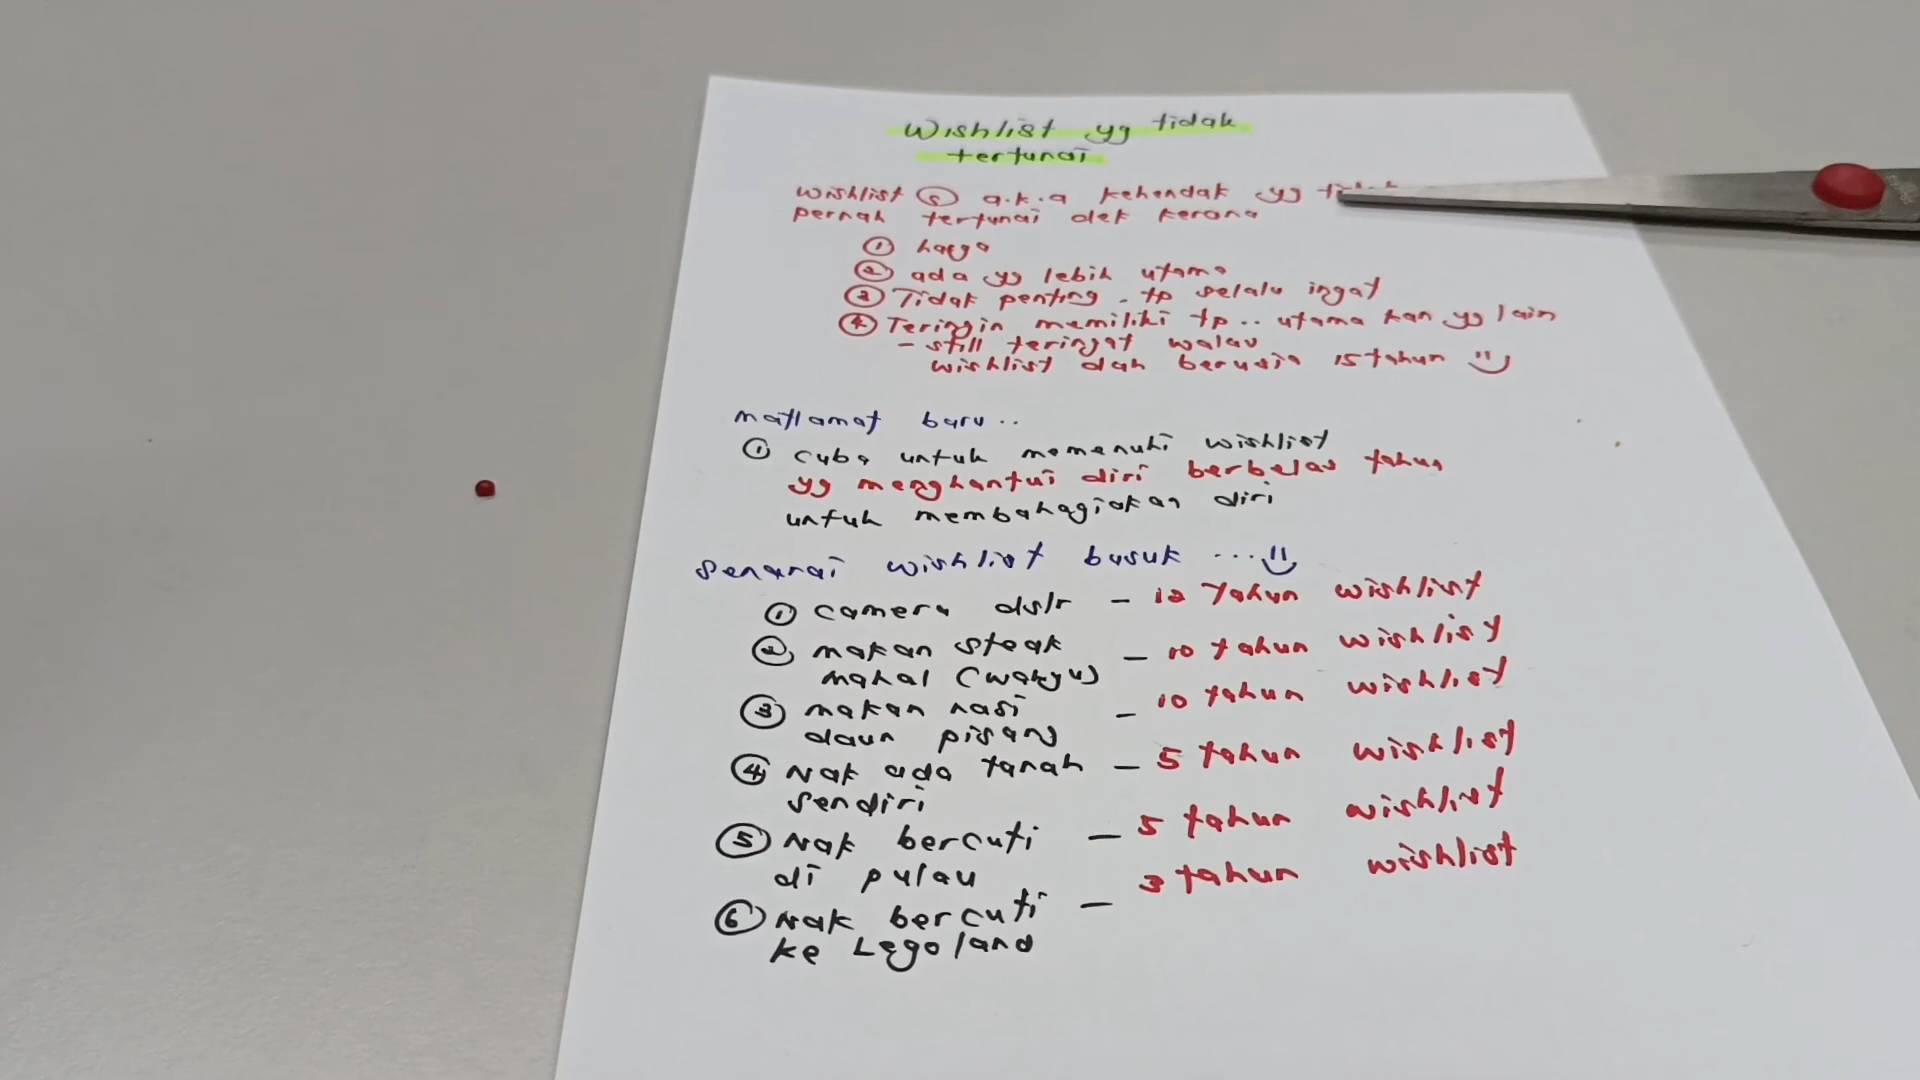 Wishlist yg tidak
tertunai
Wishlist (s) a.k.a kehendak yg tidak
pernah tertunai dek kerana
① harga
② ada yg lebih utama
③ Tidak penting - tp selalu ingat
④ Teringin memiliki tp .. utama kan yg lain
- still teringat walau
wishlist dah berusia 15 tahun
matlamat baru ..
① cuba untuk memenuhi wishlist
yg menghantui diri berbelas tahun
untuk membahagiakan diri
Senarai wishlist busuk ....
① camera dslr - 12 Tahun wishlist
② makan steak - 10 tahun wishlist
mahal (wagyu)
③ makan nasi - 10 tahun wishlist
daun pisang
④ Nak ada tanah - 5 tahun wishlist
sendiri
⑤ Nak bercuti - 5 tahun wishlist
di pulau
⑥ Nak bercuti - 3 tahun wishlist
ke Legoland